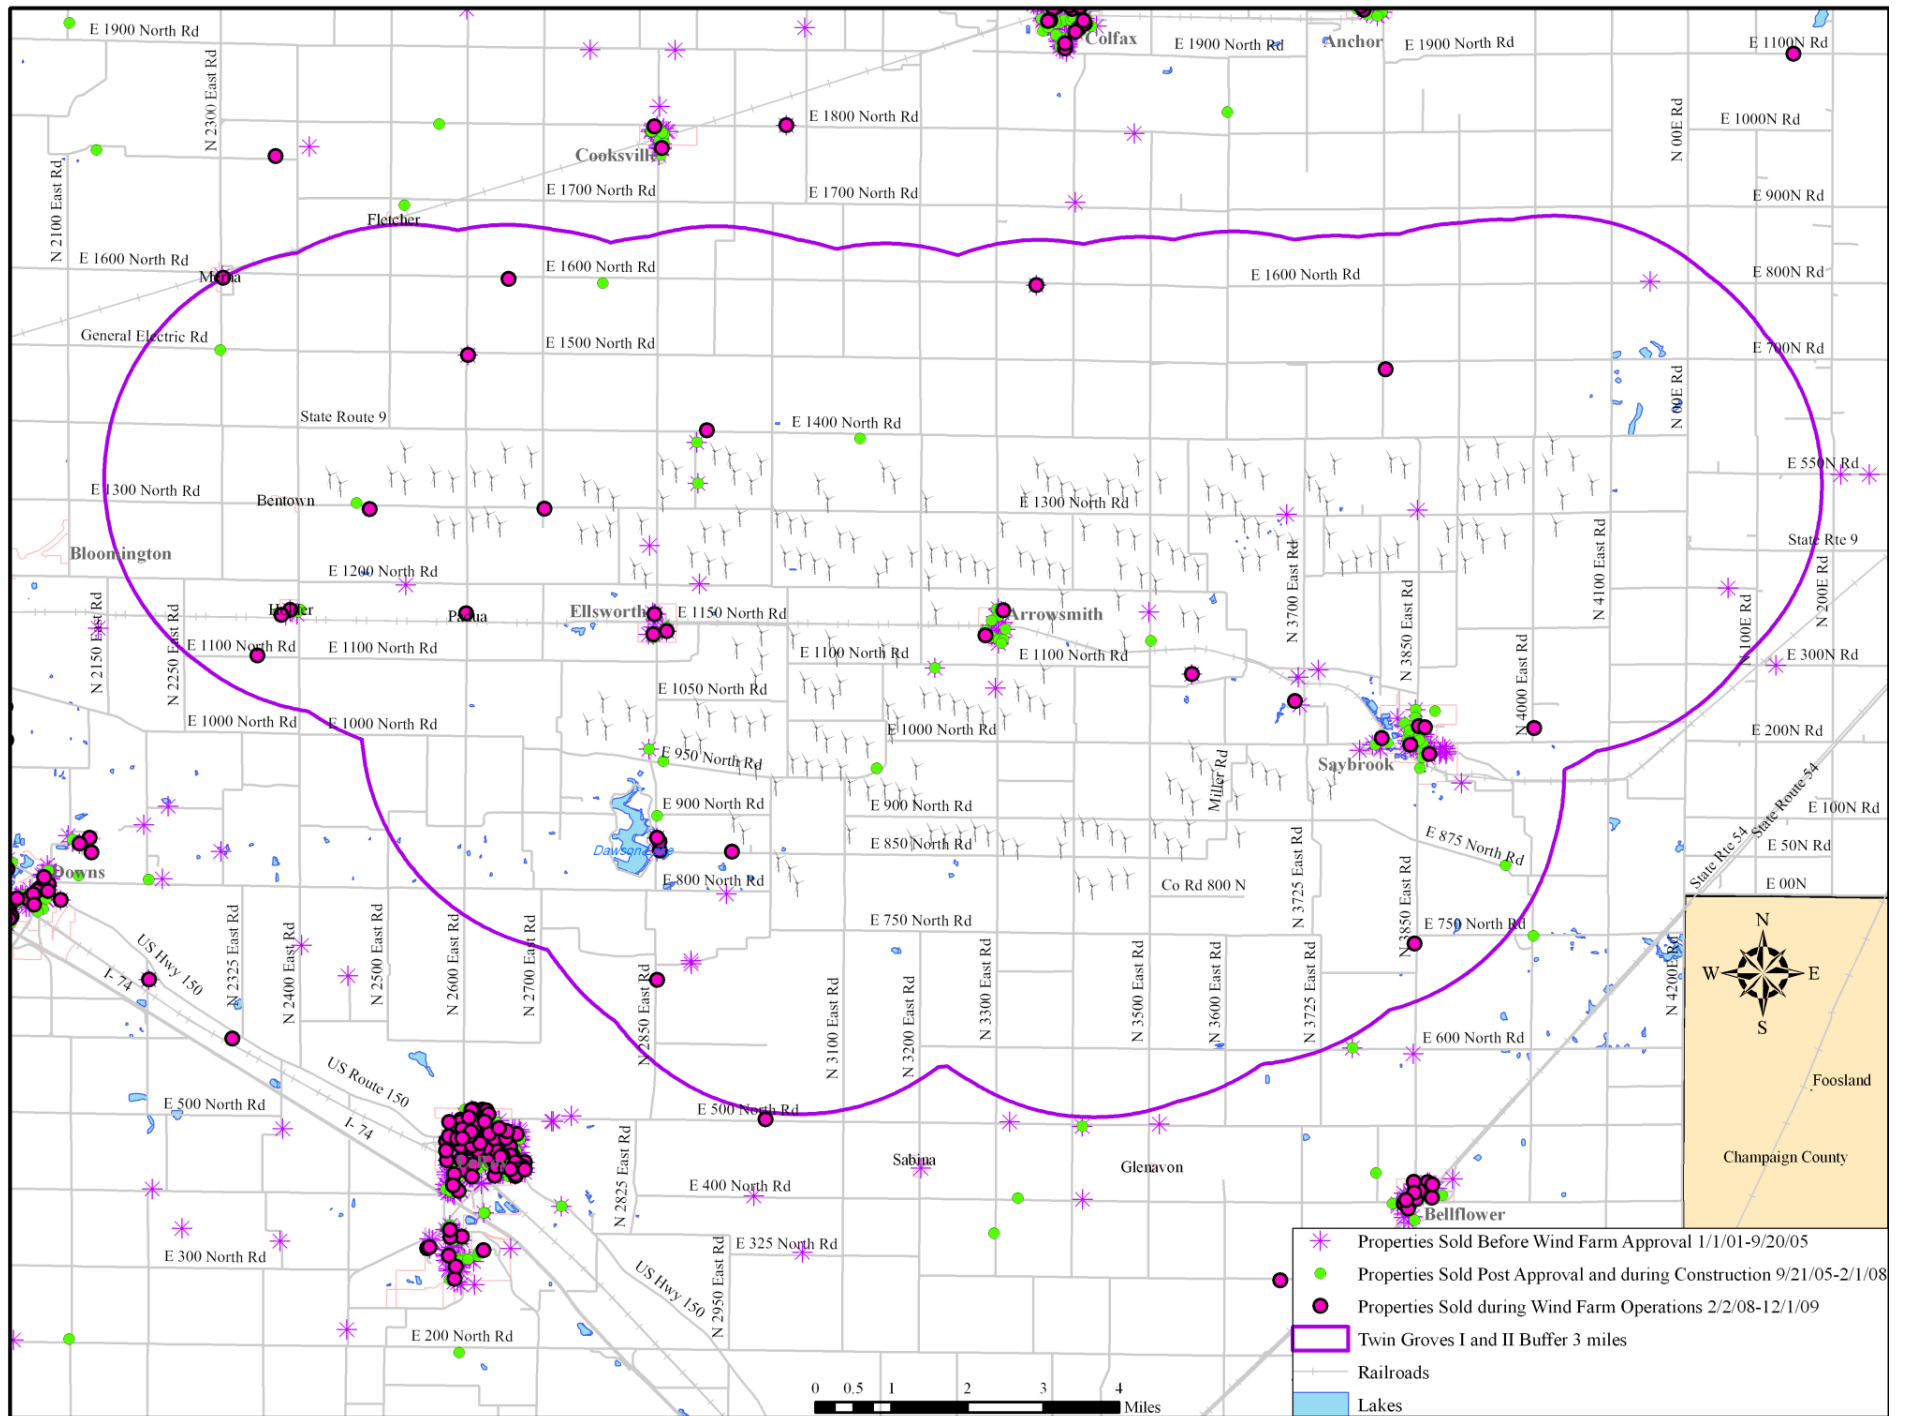 E 1900 North Rd
Colfax
E 1900 North Rd
Anchor
E 1900 North Rd
E 1100N Rd
N 2300 East Rd
E 1800 North Rd
E 1000N Rd
N 00E Rd
Cooksvill
N 2100 East Rd
E 1700 North Rd
E 1700 North Rd
E 900N Rd
Fletcher
E 1600 North Rd
E 1600 North Rd
E 1600 North Rd
E 800N Rd
General Electric Rd
E 1500 North Rd
E 700N Rd
N 00E Rd
State Route 9
E 1400 North Rd
E 550N Rd
E 1300 North Rd
Bentown
E 1300 North Rd
State Rte 9
Bloomington
E 1200 North Rd
N 3700 East Rd
N 4100 East Rd
N 200E Rd
N 3850 East Rd
N 2150 East Rd
N 2250 East Rd
Padua
Ellsworth
E 1150 North Rd
Arrowsmith
N 1100E Rd
E 1100 North Rd
E 1100 North Rd
E 1100 North Rd
E 1100 North Rd
E 300N Rd
E 1050 North Rd
N 4000 East Rd
E 1000 North Rd
E 1000 North Rd
E 1000 North Rd
E 200N Rd
E 950 North Rd
Miller Rd
Saybrook
State Route 54
E 900 North Rd
E 900 North Rd
E 100N Rd
E 875 North Rd
E 850 North Rd
E 50N Rd
State Rte 54
Downs
E 800 North Rd
Co Rd 800 N
E 00N
N 3725 East Rd
N 3850 East Rd
E 750 North Rd
E 750 North Rd
US Hwy 150
I- 74
N 2325 East Rd
N 2400 East Rd
N 2500 East Rd
N 2600 East Rd
N 2700 East Rd
N 2850 East Rd
N 3100 East Rd
N 3200 East Rd
N 3300 East Rd
N 3500 East Rd
N 3600 East Rd
N 3725 East Rd
N 4200E Rd
N
W
E
S
E 600 North Rd
US Route 150
Foosland
E 500 North Rd
I- 74
E 500 North Rd
Sabina
Glenavon
Champaign County
N 2825 East Rd
E 400 North Rd
Bellflower
E 300 North Rd
E 325 North Rd
US Hwy 150
N 2950 East Rd
E 200 North Rd
Properties Sold Before Wind Farm Approval 1/1/01-9/20/05
Properties Sold Post Approval and during Construction 9/21/05-2/1/08
Properties Sold during Wind Farm Operations 2/2/08-12/1/09
Twin Groves I and II Buffer 3 miles
Railroads
Lakes
0 0.5 1 2 3 4
Miles